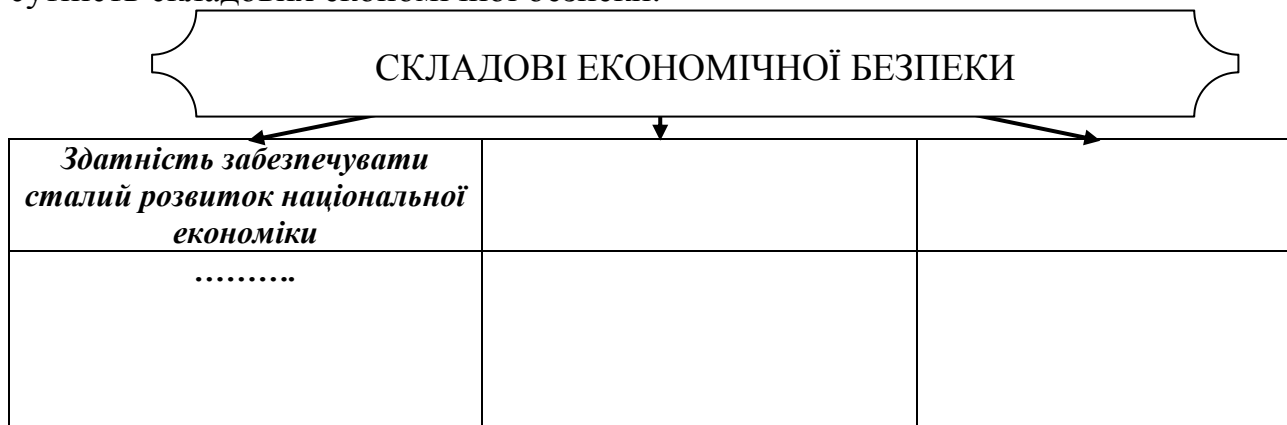 СКЛАДОВІ ЕКОНОМІЧНОЇ БЕЗПЕКИ
Здатність забезпечувати
сталий розвиток національної
економіки
……….